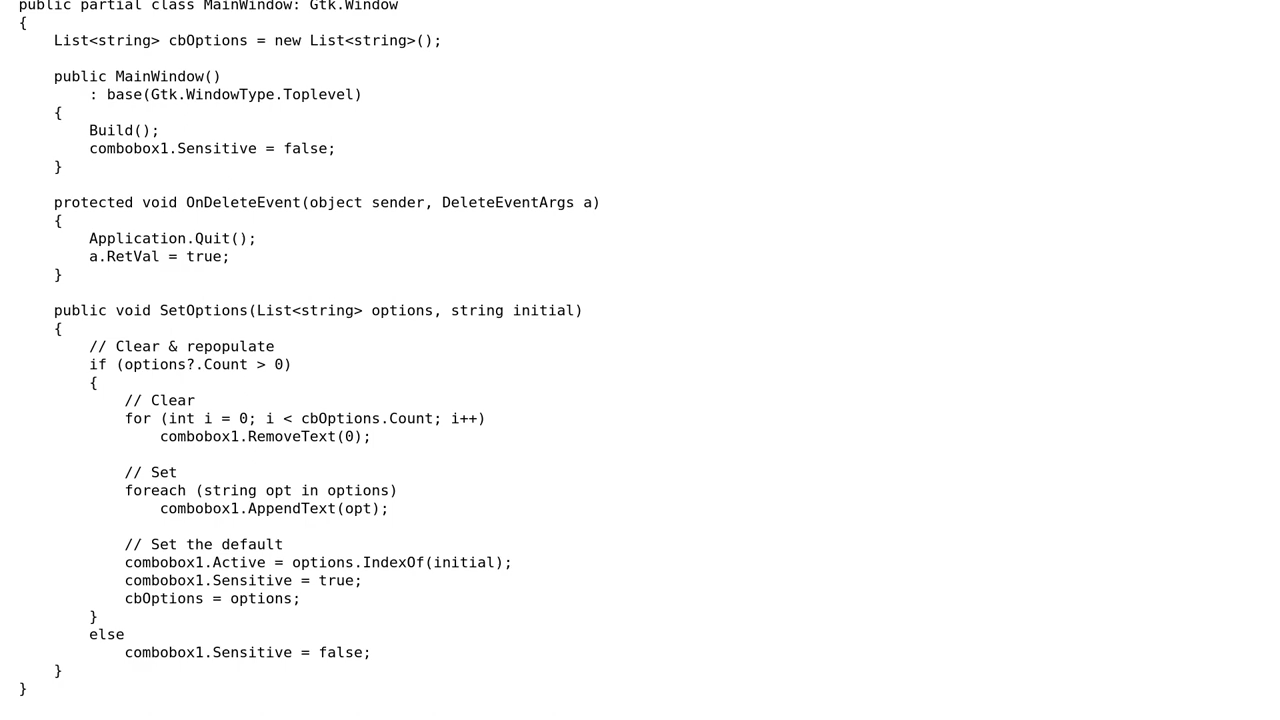 public partial class MainWindow: Gtk.Window
{
    List<string> cbOptions = new List<string>();

    public MainWindow()
        : base(Gtk.WindowType.Toplevel)
    {
        Build();
        combobox1.Sensitive = false;
    }

    protected void OnDeleteEvent(object sender, DeleteEventArgs a)
    {
        Application.Quit();
        a.RetVal = true;
    }

    public void SetOptions(List<string> options, string initial)
    {
        // Clear & repopulate
        if (options?.Count > 0)
        {
            // Clear
            for (int i = 0; i < cbOptions.Count; i++)
                combobox1.RemoveText(0);

            // Set
            foreach (string opt in options)
                combobox1.AppendText(opt);

            // Set the default
            combobox1.Active = options.IndexOf(initial);
            combobox1.Sensitive = true;
            cbOptions = options;
        }
        else
            combobox1.Sensitive = false;
    }
}